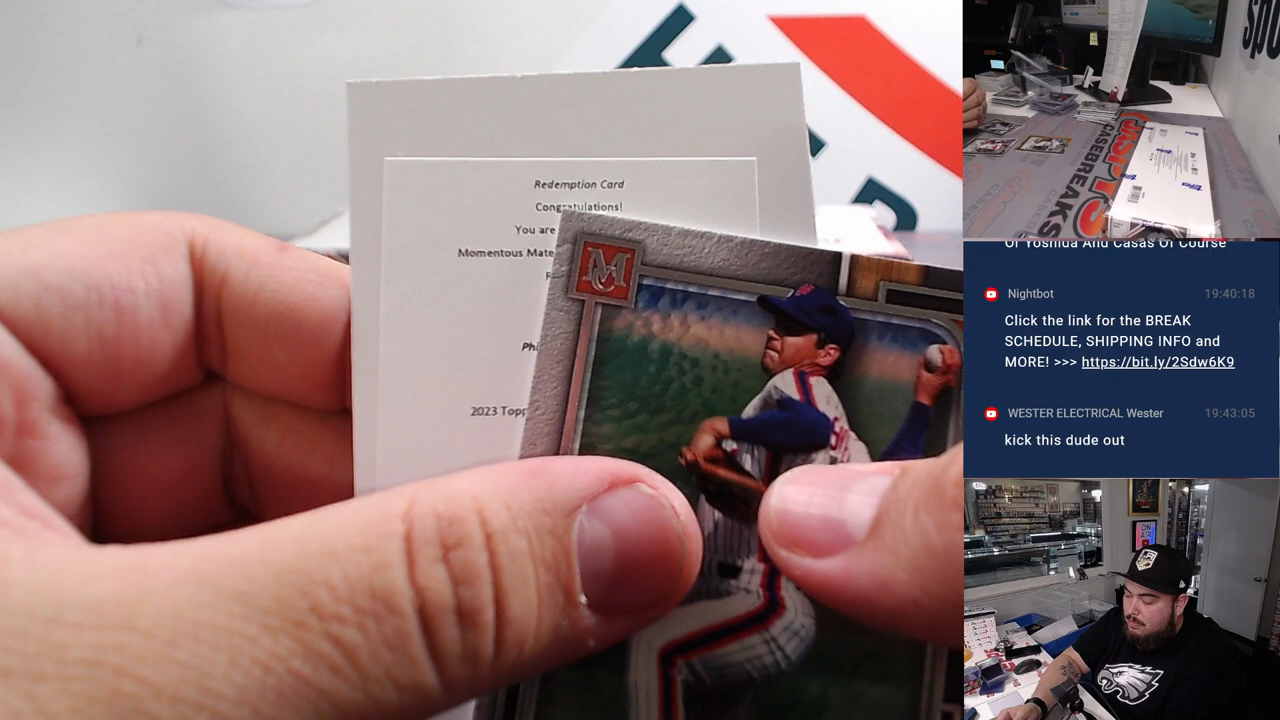 Redemption Card
Congratulations!
You are
Momentous Mate
Phi
2023 Topp
MC
CASEBREAKS
Of Yoshida And Casas Of Course
Nightbot 19:40:18
Click the link for the BREAK
SCHEDULE, SHIPPING INFO and
MORE! >>> https://bit.ly/2Sdw6K9
WESTER ELECTRICAL Wester 19:43:05
kick this dude out